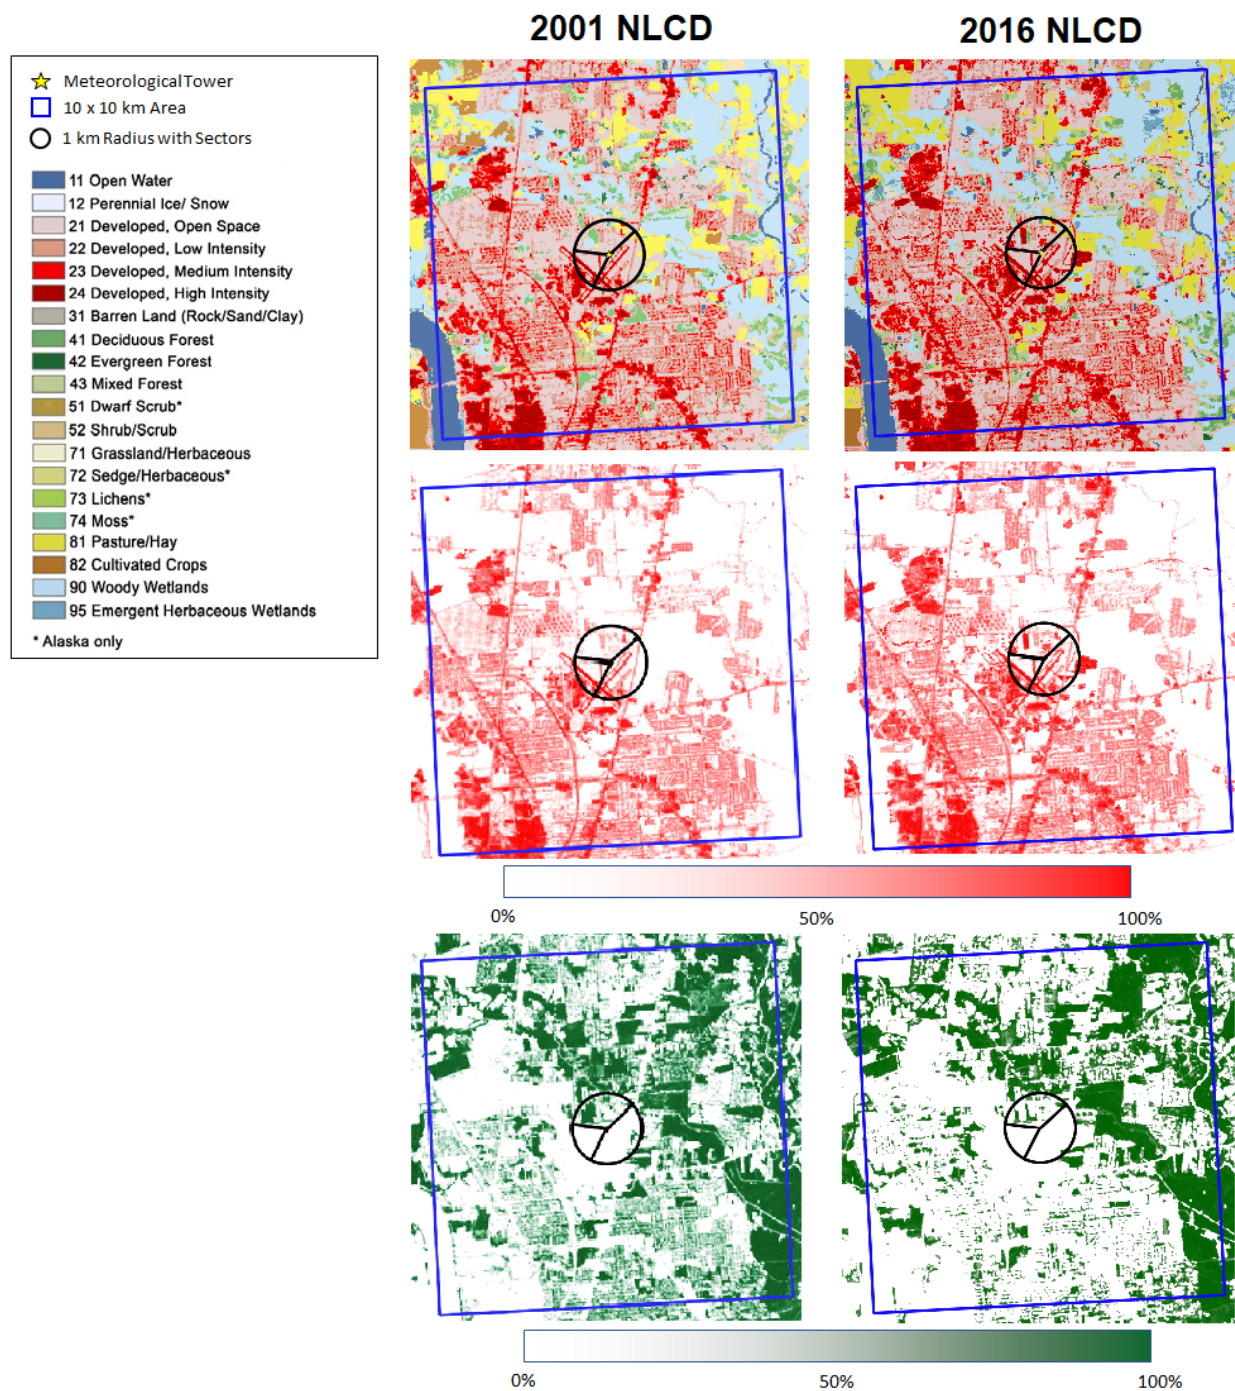 2001 NLCD
2016 NLCD
Meteorological Tower
10 x 10 km Area
1 km Radius with Sectors
11 Open Water
12 Perennial Ice/ Snow
21 Developed, Open Space
22 Developed, Low Intensity
23 Developed, Medium Intensity
24 Developed, High Intensity
31 Barren Land (Rock/Sand/Clay)
41 Deciduous Forest
42 Evergreen Forest
43 Mixed Forest
51 Dwarf Scrub*
52 Shrub/Scrub
71 Grassland/Herbaceous
72 Sedge/Herbaceous*
73 Lichens*
74 Moss*
81 Pasture/Hay
82 Cultivated Crops
90 Woody Wetlands
95 Emergent Herbaceous Wetlands
* Alaska only
0% 50% 100%
0% 50% 100%